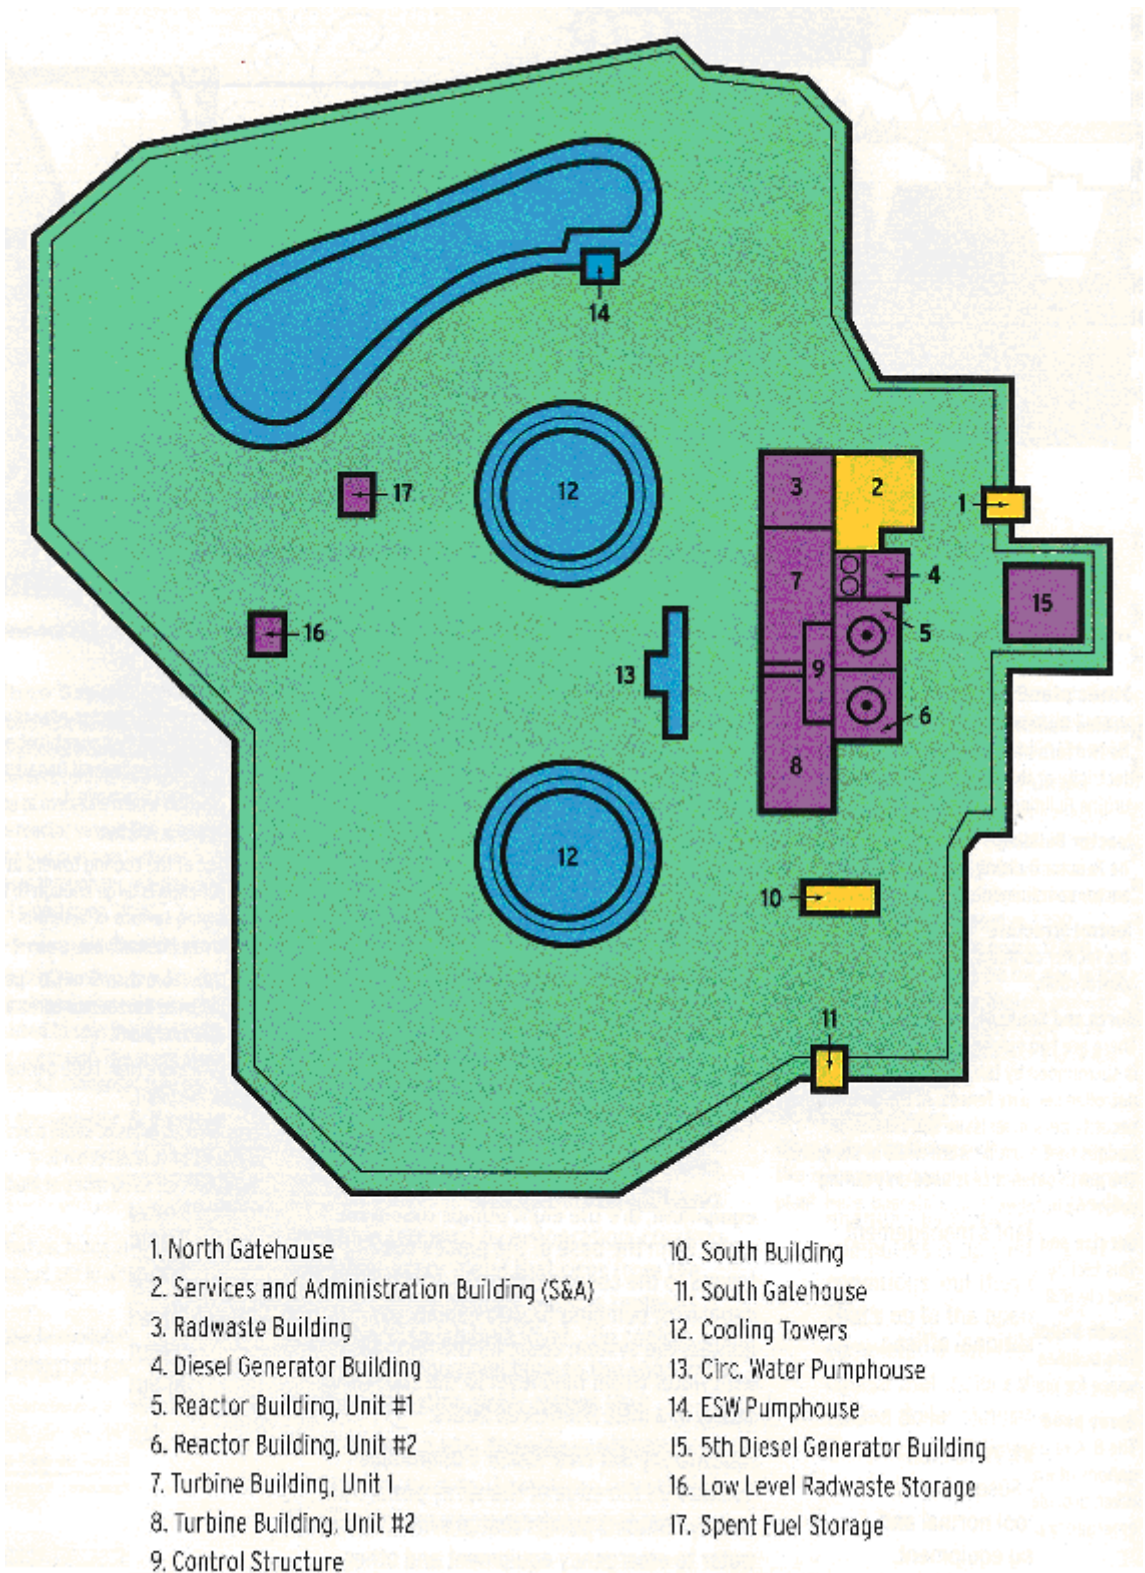 14
17
12
3
2
1
7
4
15
16
5
13
9
6
8
12
10
11
1. North Gatehouse
2. Services and Administration Building (S&A)
3. Radwaste Building
4. Diesel Generator Building
5. Reactor Building, Unit #1
6. Reactor Building, Unit #2
7. Turbine Building, Unit 1
8. Turbine Building, Unit #2
9. Control Structure
10. South Building
11. South Gatehouse
12. Cooling Towers
13. Circ. Water Pumphouse
14. ESW Pumphouse
15. 5th Diesel Generator Building
16. Low Level Radwaste Storage
17. Spent Fuel Storage